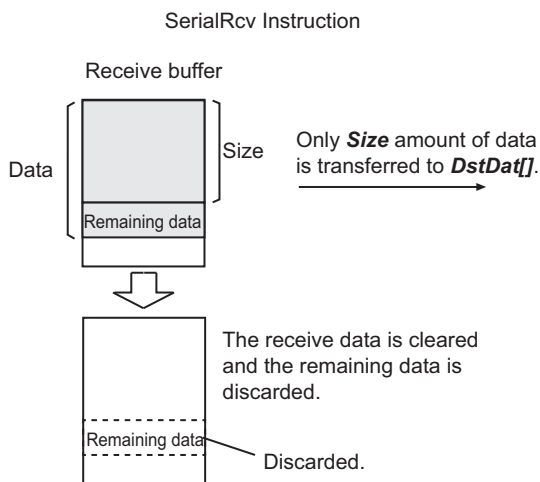 SerialRcv Instruction
Receive buffer
Data
Size
Remaining data
Only Size amount of data
is transferred to DstDat[].
The receive data is cleared
and the remaining data is
discarded.
Remaining data
Discarded.